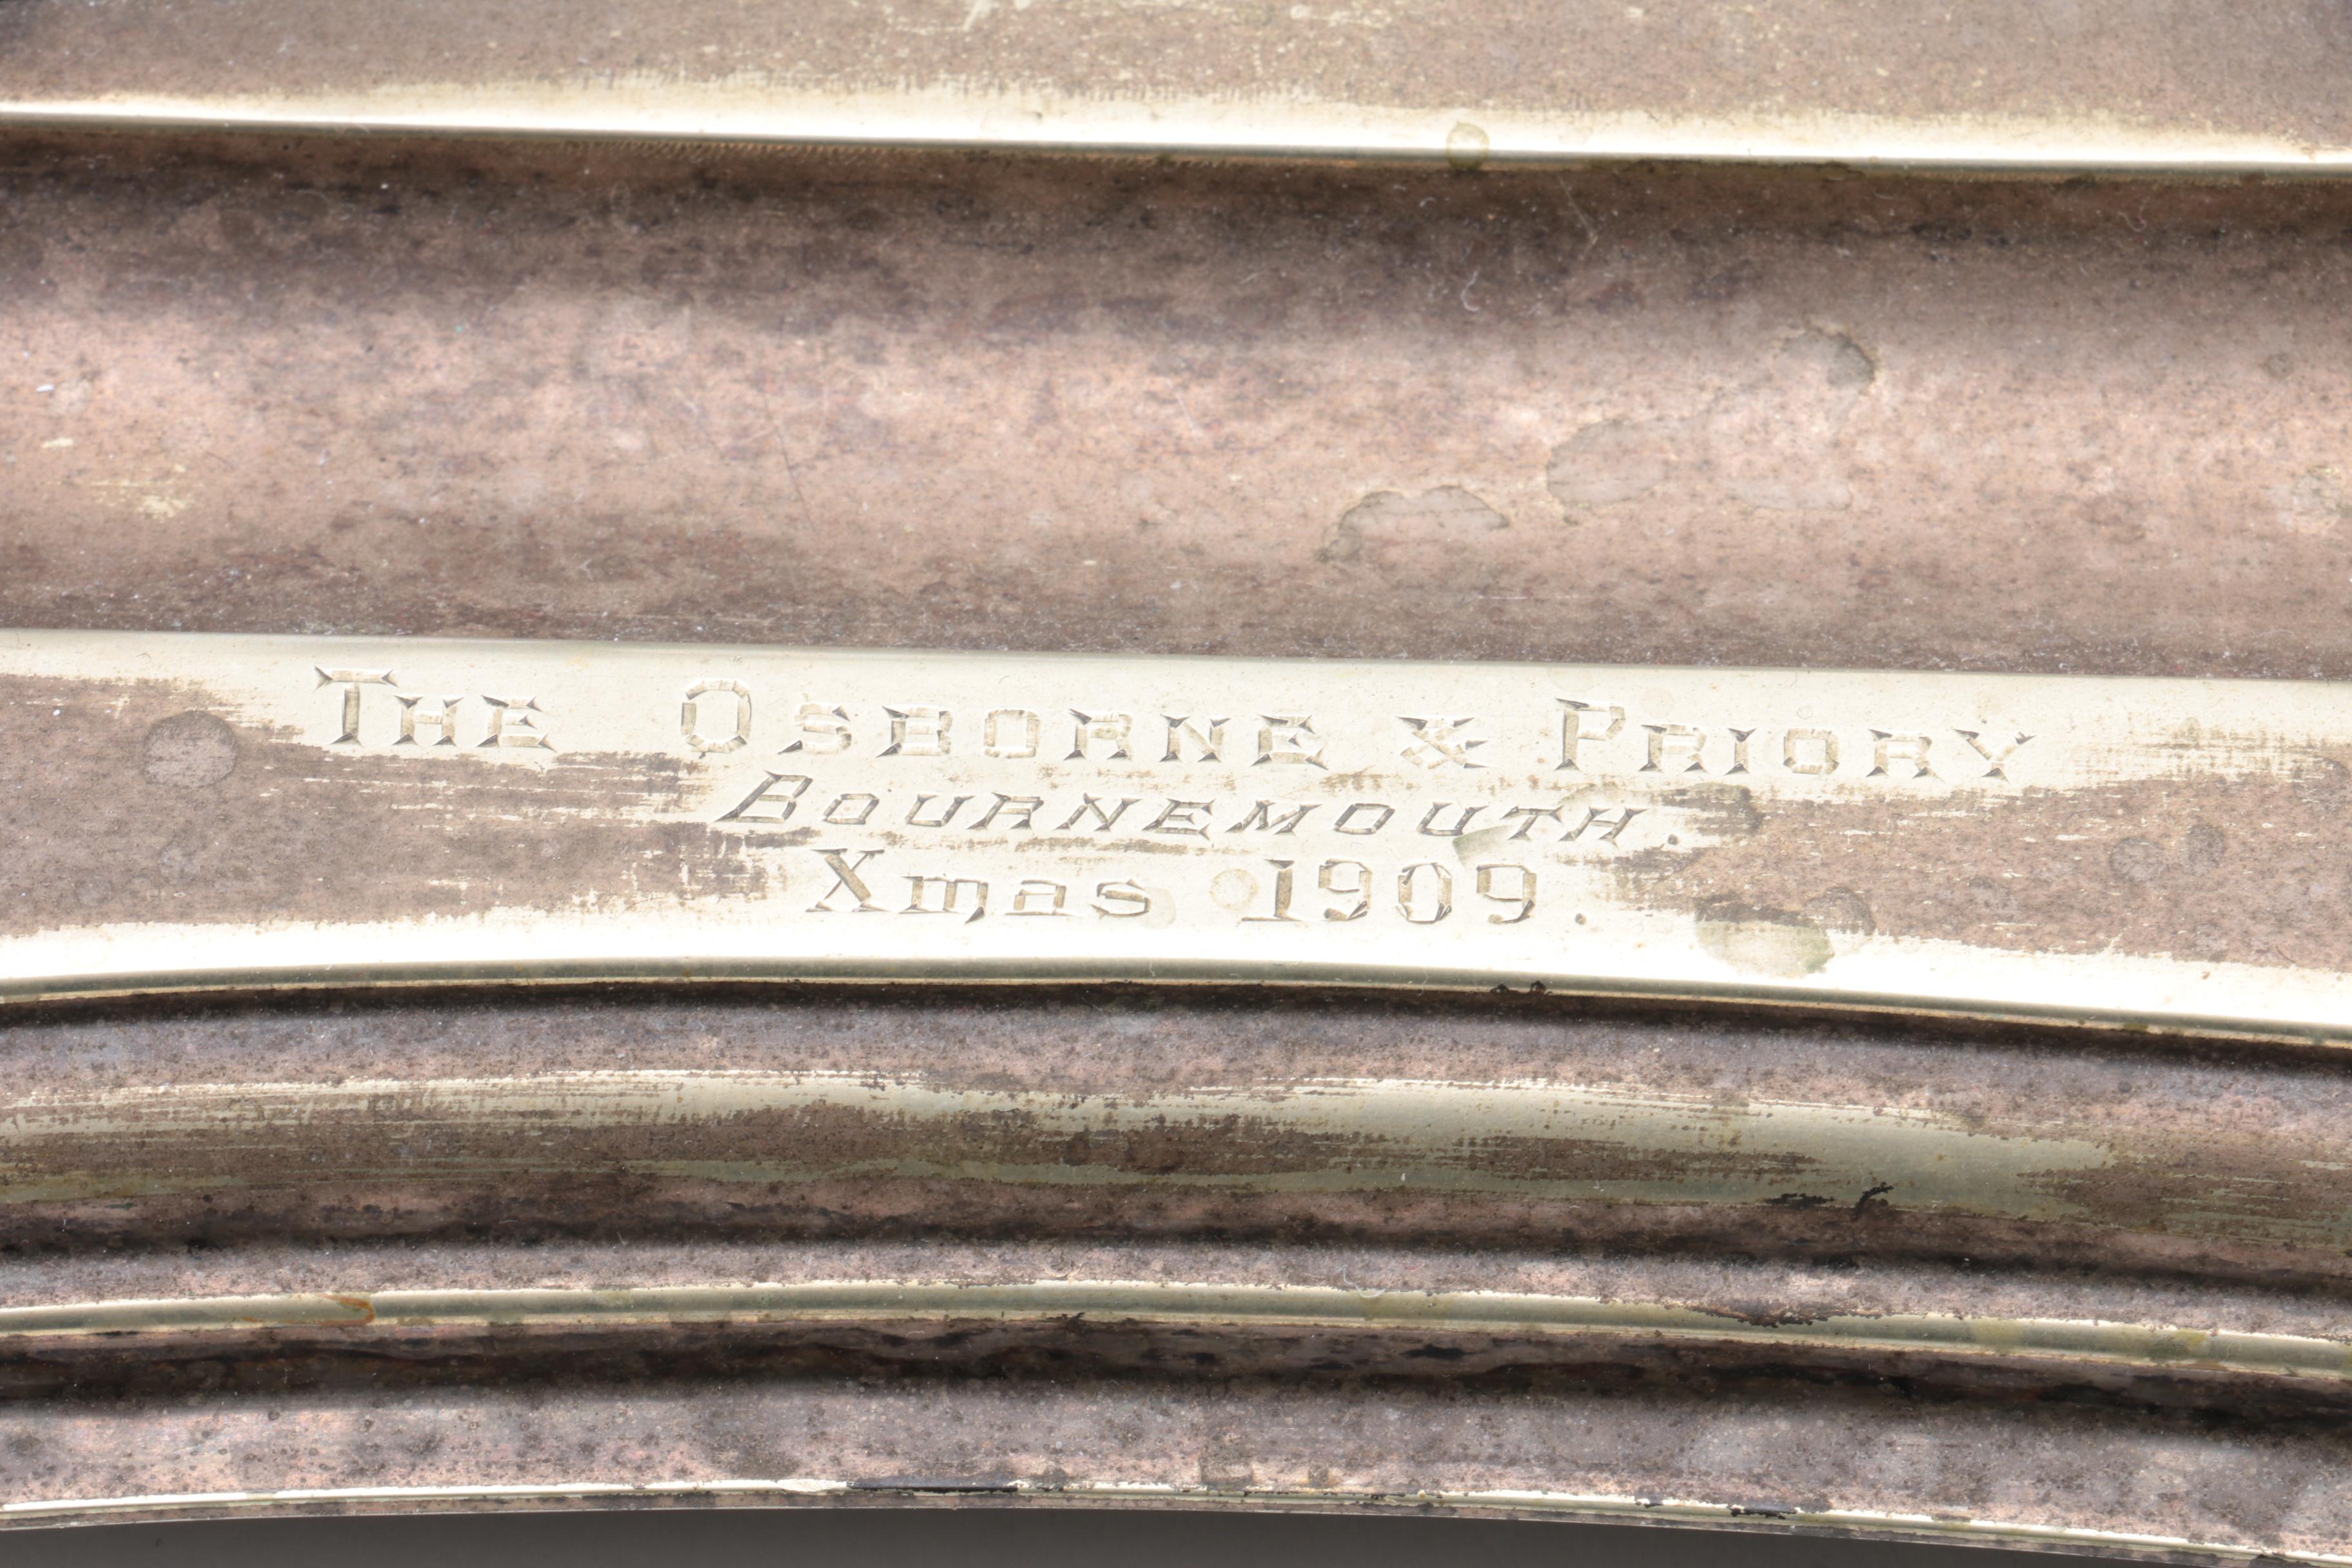 The Osborne & Priory
Bournemouth.
Xmas 1909.